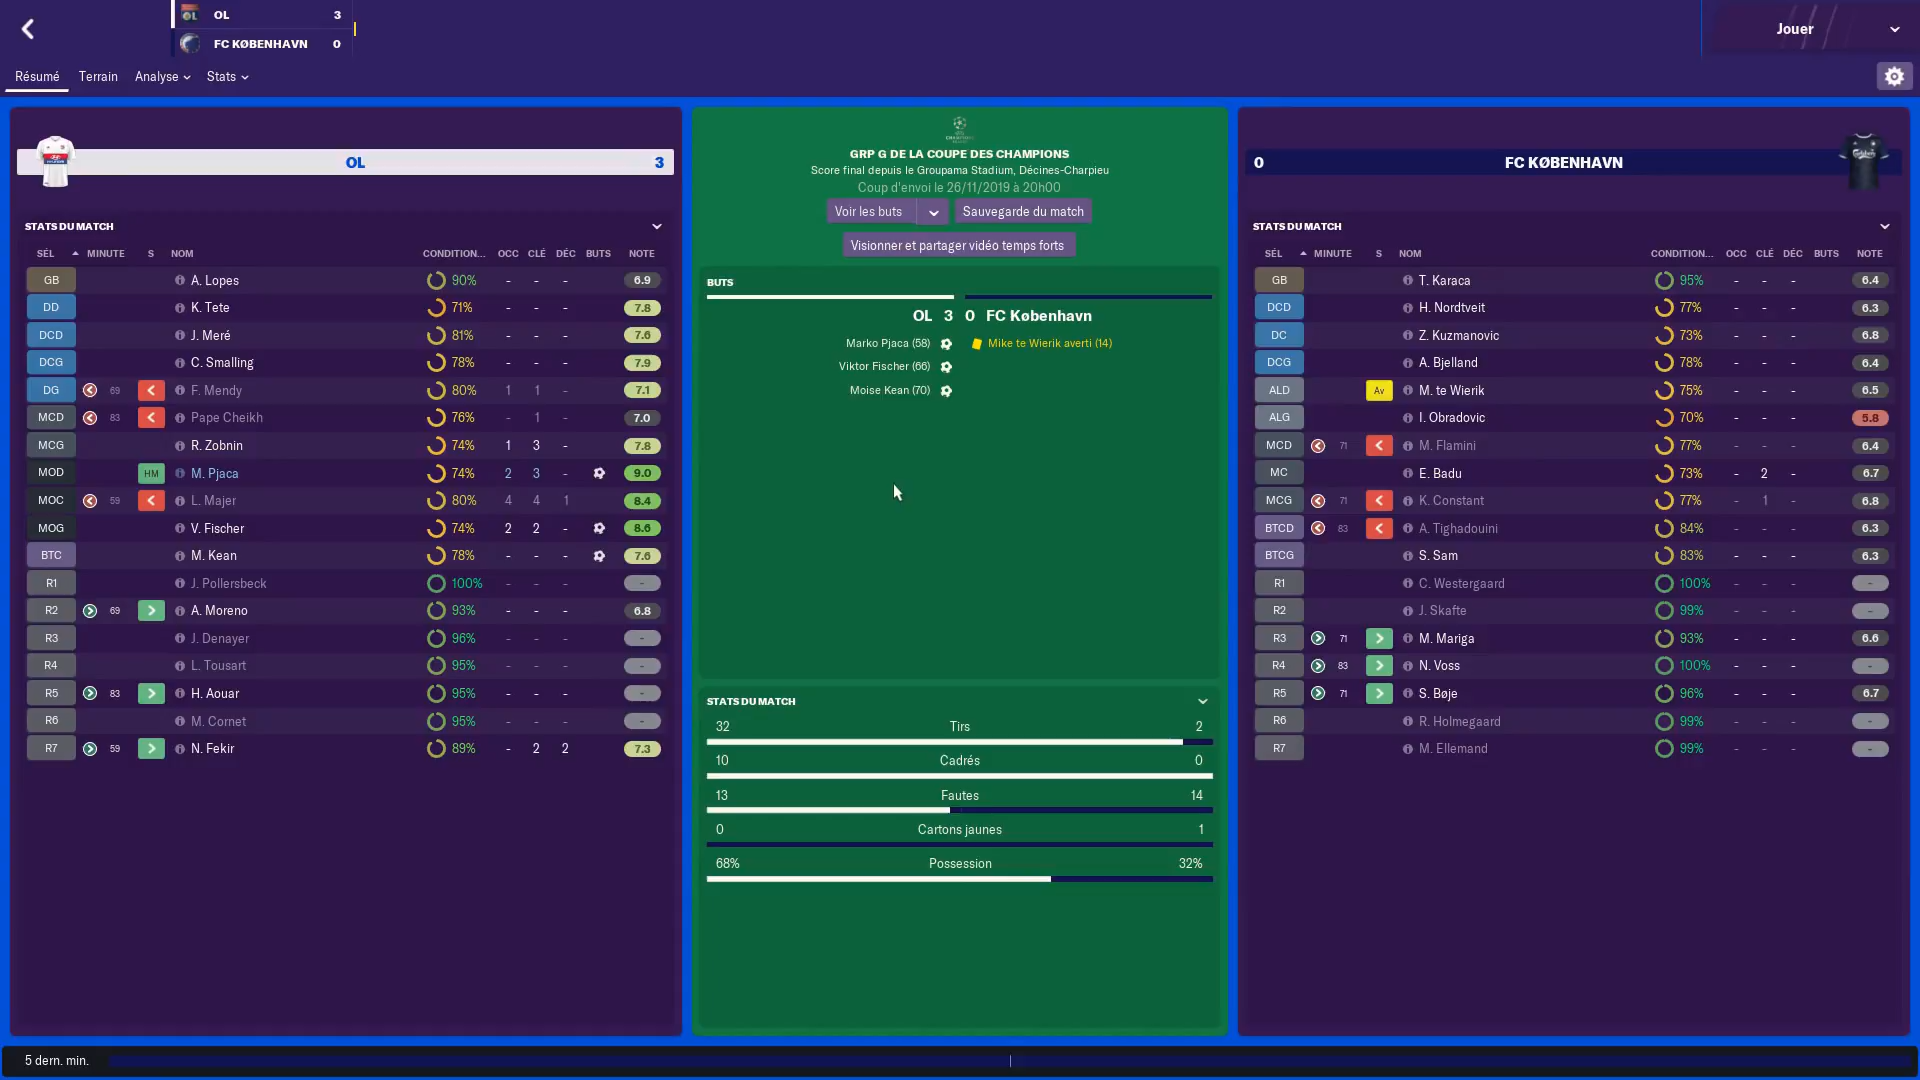 OL 3
FC KØBENHAVN 0
Jouer
Résumé Terrain Analyse Stats
OL 3
STATS DU MATCH
SÉL MINUTE S NOM CONDITION... OCC CLÉ DÉC BUTS NOTE
GB A. Lopes 90% - - - 6.9
DD K. Tete 71% - - - 7.8
DCD J. Meré 81% - - - 7.6
DCG C. Smalling 78% - - - 7.9
DG 69 F. Mendy 80% 1 1 - 7.1
MCD 83 Pape Cheikh 76% - 1 - 7.0
MCG R. Zobnin 74% 1 3 - 7.8
MOD HM M. Pjaca 74% 2 3 - 9.0
MOC 59 L. Majer 80% 4 4 1 8.4
MOG V. Fischer 74% 2 2 - 8.6
BTC M. Kean 78% - - - 7.6
R1 J. Pollersbeck 100% - - - -
R2 69 A. Moreno 93% - - - 6.8
R3 J. Denayer 96% - - - -
R4 L. Tousart 95% - - - -
R5 83 H. Aouar 95% - - - -
R6 M. Cornet 95% - - - -
R7 59 N. Fekir 89% - 2 2 7.3
GRP G DE LA COUPE DES CHAMPIONS
Score final depuis le Groupama Stadium, Décines-Charpieu
Coup d'envoi le 26/11/2019 à 20h00
Voir les buts Sauvegarde du match
Visionner et partager vidéo temps forts
BUTS
OL 3 0 FC København
Marko Pjaca (58) Mike te Wierik averti (14)
Viktor Fischer (66)
Moise Kean (70)
STATS DU MATCH
32 Tirs 2
10 Cadrés 0
13 Fautes 14
0 Cartons jaunes 1
68% Possession 32%
0 FC KØBENHAVN
STATS DU MATCH
SÉL MINUTE S NOM CONDITION... OCC CLÉ DÉC BUTS NOTE
GB T. Karaca 95% - - - 6.4
DCD H. Nordtveit 77% - - - 6.3
DC Z. Kuzmanovic 73% - - - 6.8
DCG A. Bjelland 78% - - - 6.4
ALD Av M. te Wierik 75% - - - 6.5
ALG I. Obradovic 70% - - - 5.8
MCD 71 M. Flamini 77% - - - 6.4
MC E. Badu 73% - 2 - 6.7
MCG 71 K. Constant 77% - 1 - 6.8
BTCD 83 A. Tighadouini 84% - - - 6.3
BTCG S. Sam 83% - - - 6.3
R1 C. Westergaard 100% - - - -
R2 J. Skafte 99% - - - -
R3 71 M. Mariga 93% - - - 6.6
R4 83 N. Voss 100% - - - -
R5 71 S. Bøje 96% - - - 6.7
R6 R. Holmegaard 99% - - - -
R7 M. Ellemand 99% - - - -
5 dern. min.